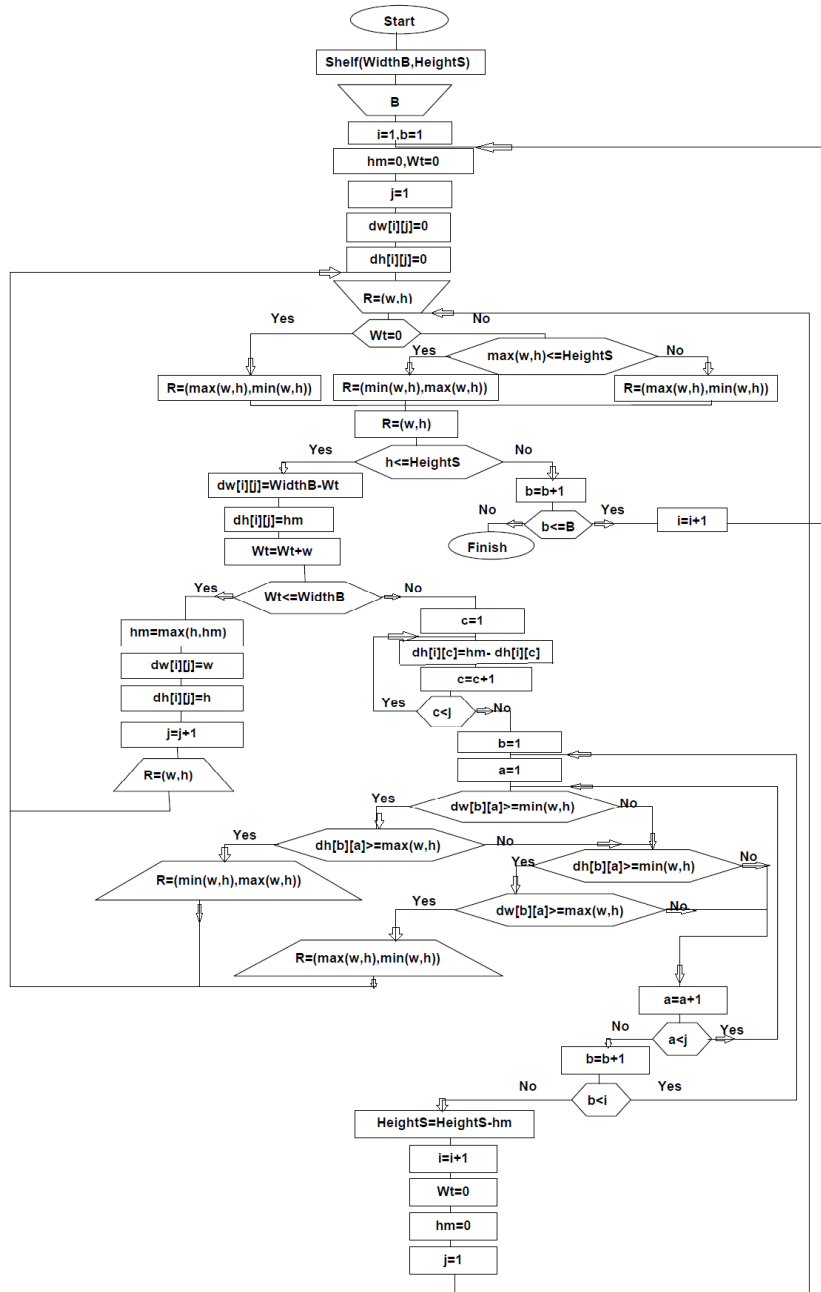 Start
Shelf(WidthB,HeightS)
B
i=1,b=1
hm=0,Wt=0
j=1
dw[i][j]=0
dh[i][j]=0
R=(w,h)
Yes
Wt=0
No
Yes
max(w,h)<=HeightS
No
R=(max(w,h),min(w,h))
R=(min(w,h),max(w,h))
R=(max(w,h),min(w,h))
R=(w,h)
Yes
h<=HeightS
No
dw[i][j]=WidthB-Wt
b=b+1
dh[i][j]=hm
No
b<=B
Yes
i=i+1
Wt=Wt+w
Finish
Yes
Wt<=WidthB
No
hm=max(h,hm)
c=1
dw[i][j]=w
dh[i][c]=hm- dh[i][c]
dh[i][j]=h
c=c+1
Yes
c<j
No
j=j+1
b=1
R=(w,h)
a=1
Yes
dw[b][a]>=min(w,h)
No
Yes
dh[b][a]>=max(w,h)
No
Yes
dh[b][a]>=min(w,h)
No
R=(min(w,h),max(w,h))
Yes
dw[b][a]>=max(w,h)
No
R=(max(w,h),min(w,h))
a=a+1
No
a<j
Yes
b=b+1
No
b<i
Yes
HeightS=HeightS-hm
i=i+1
Wt=0
hm=0
j=1